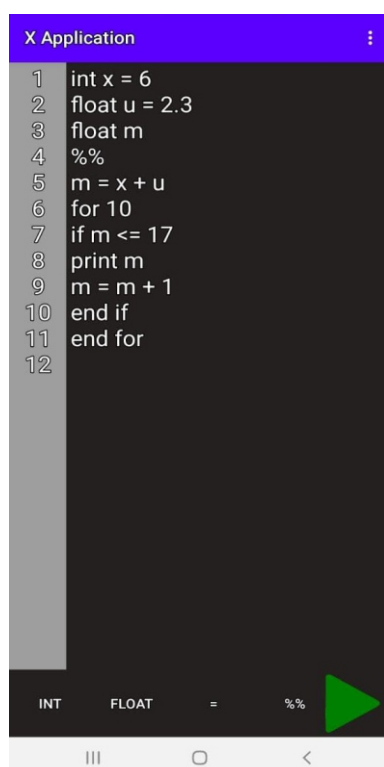 X Application
1 int x = 6
2 float u = 2.3
3 float m
4 %%
5 m = x + u
6 for 10
7 if m <= 17
8 print m
9 m = m + 1
10 end if
11 end for
12
INT FLOAT = %%